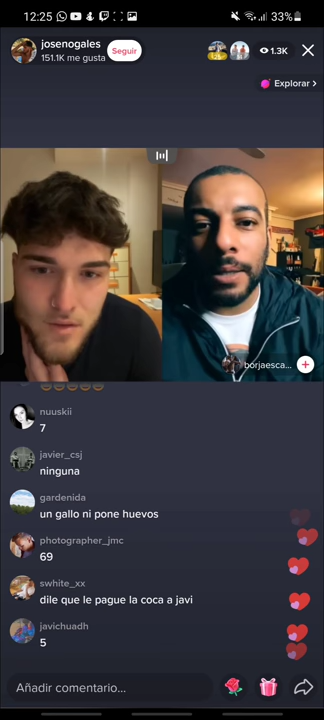 12:25
33%
josenogales
151.1K me gusta
Seguir
1.3K
Explorar >
borjaesca...
nuuskii
7
javier_csj
ninguna
gardenida
un gallo ni pone huevos
photographer_jmc
69
swhite_xx
dile que le pague la coca a javi
javichuadh
5
Añadir comentario...